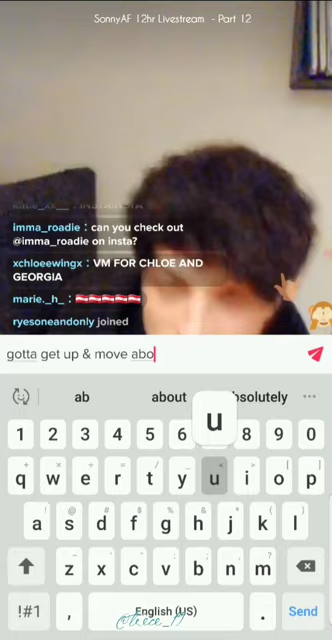 SonnyAF 12hr Livestream - Part 12
imma_roadie : can you check out
@imma_roadie on insta?
xchloeewingx : VM FOR CHLOE AND
GEORGIA
marie._h_ :
ryesoneandonly joined
gotta get up & move abo
ab about absolutely
u
1 2 3 4 5 6 8 9 0
q w e r t y u i o p
a s d f g h j k l
z x c v b n m
!#1 , English (US) . Send